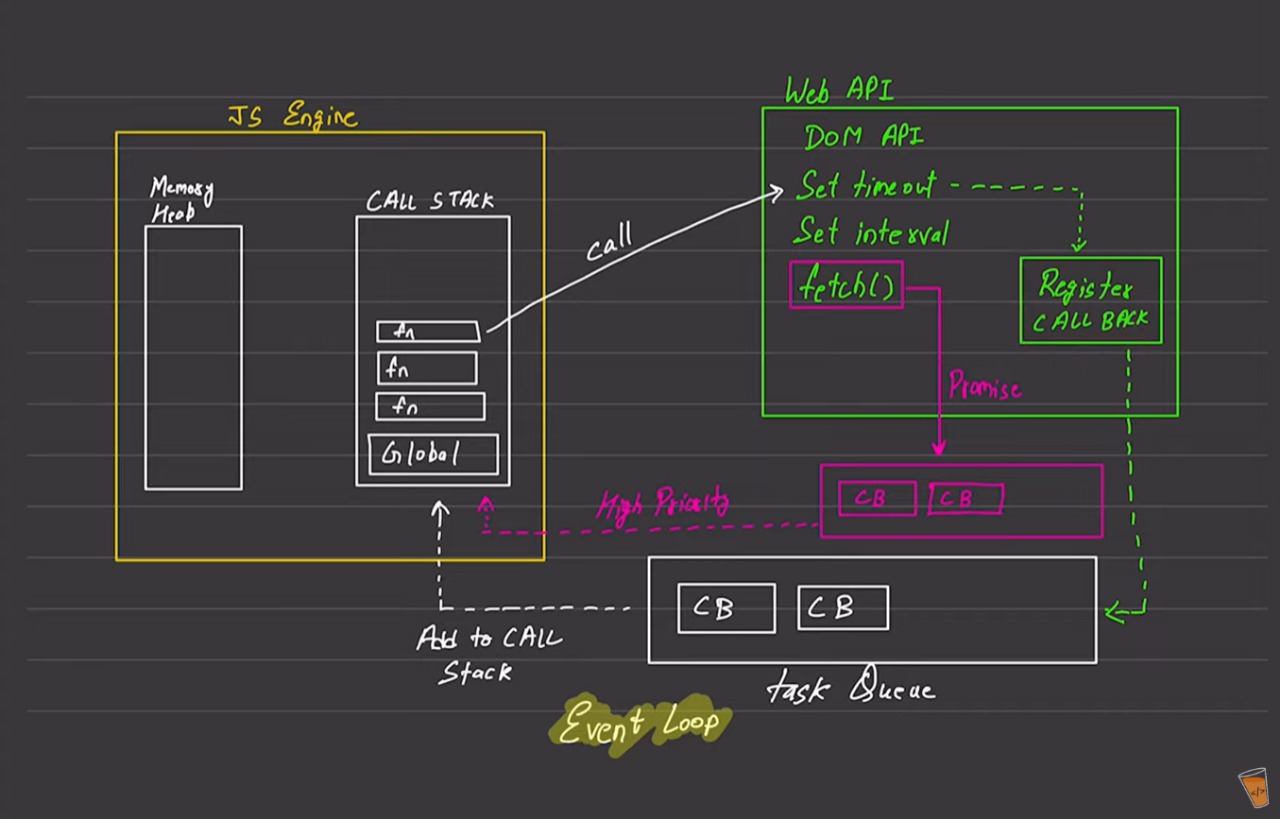 JS Engine
Memory
Heab
CALL STACK
fn
fn
fn
Global
call
Web API
DOM API
Set timeout
Set interval
fetch()
Register
CALL BACK
Promise
CB CB
High Priority
CB CB
Add to CALL
Stack
task Queue
Event Loop
</>